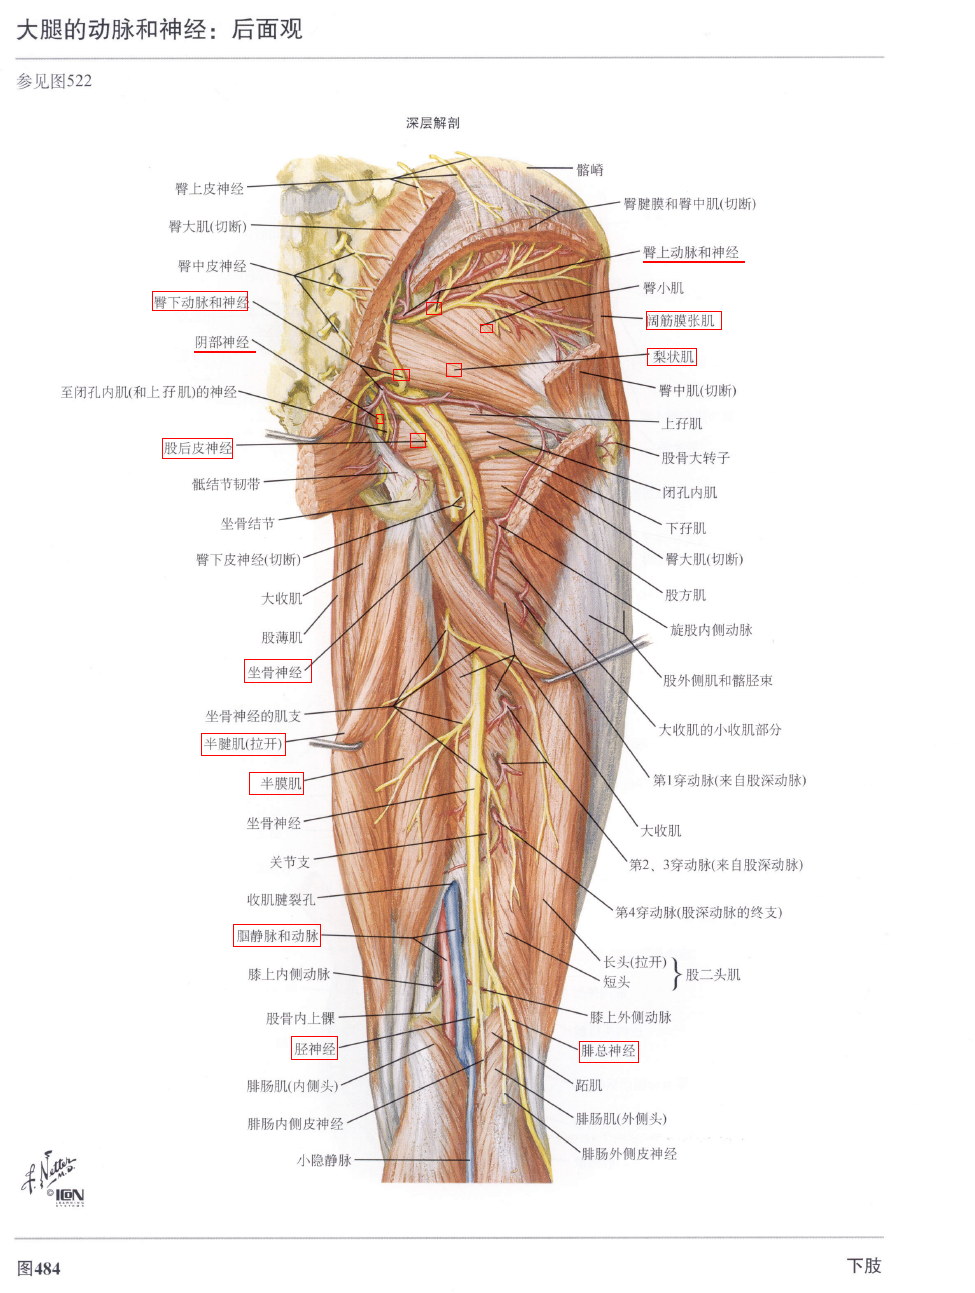 大腿的动脉和神经：后面观
参见图522
深层解剖
臀上皮神经
臀大肌(切断)
臀中皮神经
臀下动脉和神经
阴部神经
至闭孔内肌(和上孖肌)的神经
股后皮神经
骶结节韧带
坐骨结节
臀下皮神经(切断)
大收肌
股薄肌
坐骨神经
坐骨神经的肌支
半腱肌(拉开)
半膜肌
坐骨神经
关节支
收肌腱裂孔
腘静脉和动脉
膝上内侧动脉
股骨内上髁
胫神经
腓肠肌(内侧头)
腓肠内侧皮神经
小隐静脉
髂嵴
臀腱膜和臀中肌(切断)
臀上动脉和神经
臀小肌
阔筋膜张肌
梨状肌
臀中肌(切断)
上孖肌
股骨大转子
闭孔内肌
下孖肌
臀大肌(切断)
股方肌
旋股内侧动脉
股外侧肌和髂胫束
大收肌的小收肌部分
第1穿动脉(来自股深动脉)
大收肌
第2、3穿动脉(来自股深动脉)
第4穿动脉(股深动脉的终支)
长头(拉开)
短头
股二头肌
膝上外侧动脉
腓总神经
跖肌
腓肠肌(外侧头)
腓肠外侧皮神经
F. Netter M.D.
© ICON
LEARNING SYSTEMS
图484
下肢